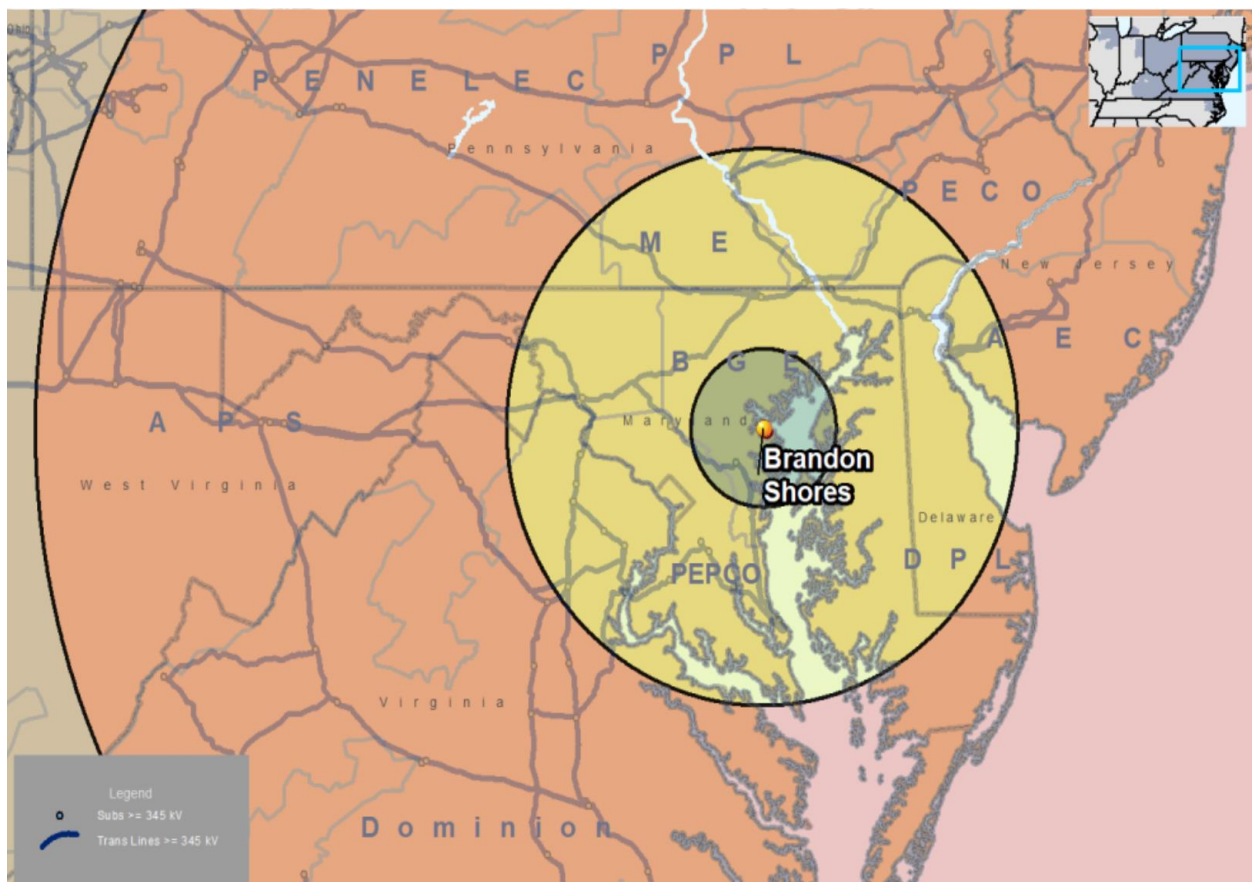 Ohio
P E N E L E C
P P L
Pennsylvania
P E C O
M E
New Jersey
A E C
B G E
Maryland
A P S
West Virginia
Brandon
Shores
Delaware
D P L
PEPCO
Virginia
Dominion
Legend
Subs >= 345 kV
Trans Lines >= 345 kV